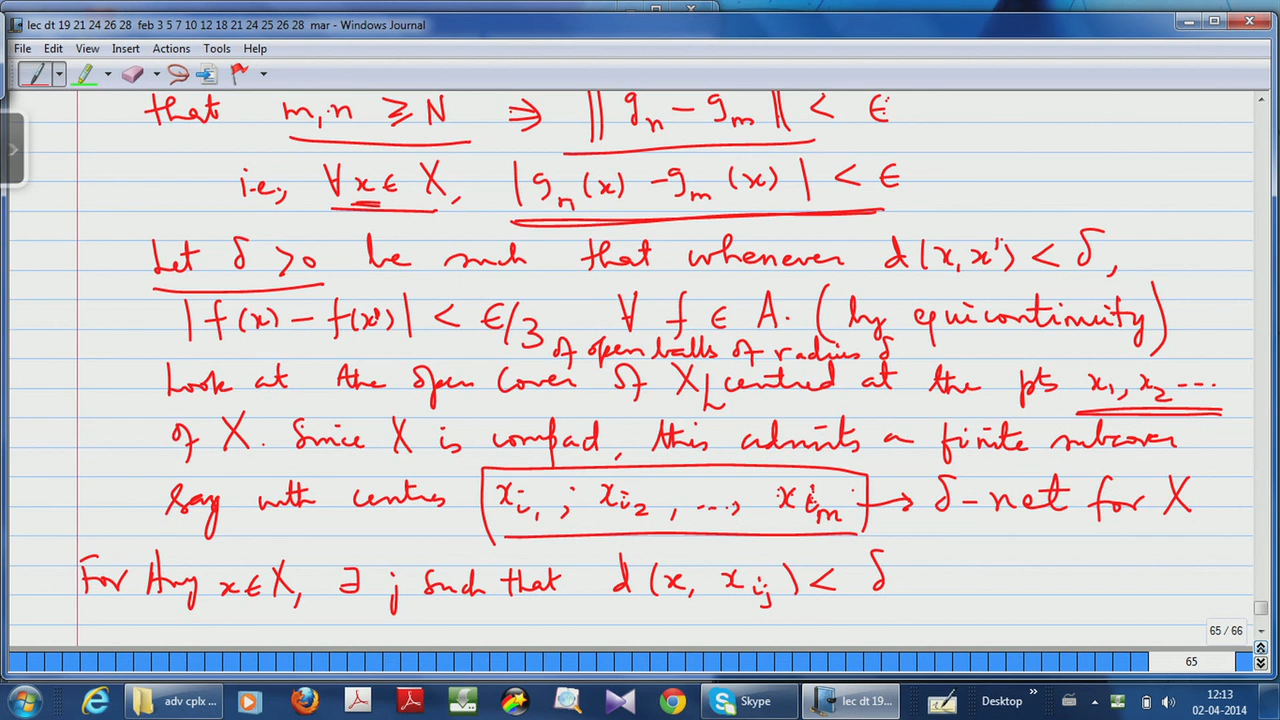 lec dt 19 21 24 26 28 feb 3 5 7 10 12 18 21 24 25 26 28 mar - Windows Journal
File Edit View Insert Actions Tools Help
that m,n ≥ N ⇒ ‖g_n - g_m‖ < ϵ
i.e., ∀ x ∈ X, |g_n(x) - g_m(x)| < ϵ
Let δ > 0 be such that whenever d(x, x') < δ,
|f(x) - f(x')| < ϵ/3 ∀ f ∈ A. (by equicontinuity)
of open balls of radius δ
Look at the open cover of X centred at the pts x_1, x_2 ...
of X. Since X is compact, this admits a finite subcover
say with centres x_{i_1}, x_{i_2}, ..., x_{i_m} → δ-net for X
For Any x ∈ X, ∃ j such that d(x, x_{i_j}) < δ
65 / 66
65
adv cplx ...
Skype
lec dt 19...
Desktop
12:13
02-04-2014